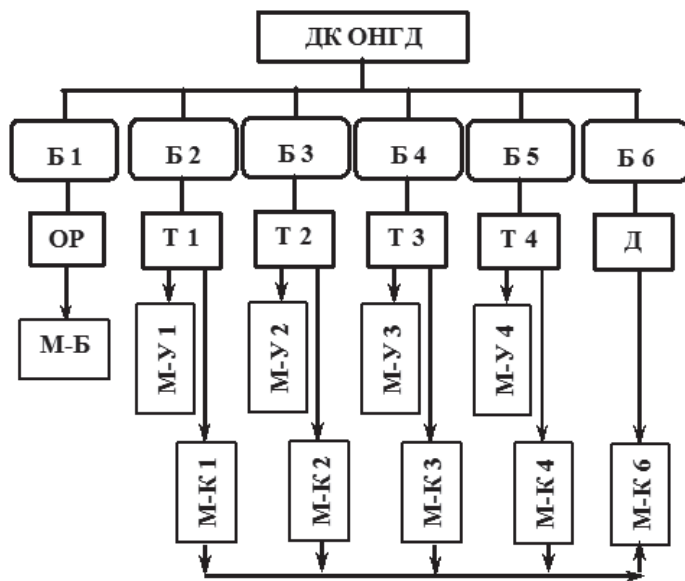 ДК ОНГД
Б 1
Б 2
Б 3
Б 4
Б 5
Б 6
ОР
Т 1
Т 2
Т 3
Т 4
Д
М-Б
М-У 1
М-У 2
М-У 3
М-У 4
М-К 1
М-К 2
М-К 3
М-К 4
М-К 6